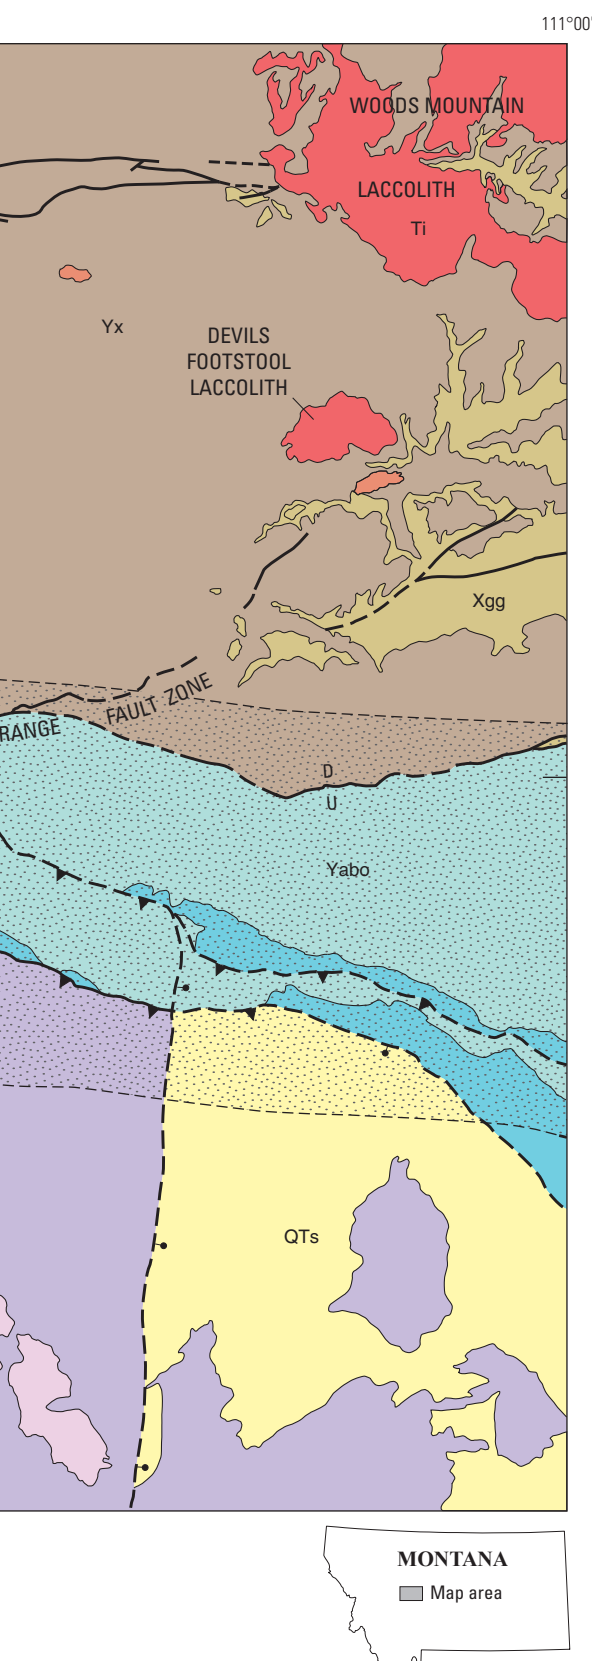 111°00'
WOODS MOUNTAIN
LACCOLITH
Ti
Yx
DEVILS
FOOTSTOOL
LACCOLITH
Xgg
RANGE FAULT ZONE
D
U
Yabo
QTs
MONTANA
Map area